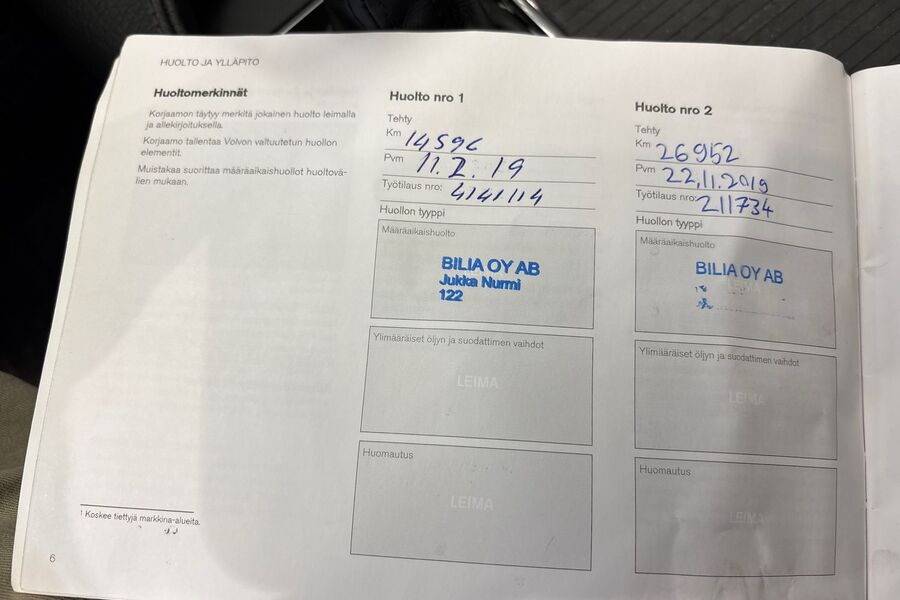 HUOLTO JA YLLÄPITO
Huoltomerkinnät
Korjaamon täytyy merkitä jokainen huolto leimalla
ja allekirjoituksella.
Korjaamo tallentaa Volvon valtuutetun huollon
elementit.
Muistakaa suorittaa määräaikaishuollot huoltovä-
lien mukaan.
¹ Koskee tiettyjä markkina-alueita.
6
Huolto nro 1
Tehty
Km 14596
Pvm 11.2.19
Työtilaus nro: 4141114
Huollon tyyppi
Määräaikaishuolto
BILIA OY AB
Jukka Nurmi
122
Ylimääräiset öljyn ja suodattimen vaihdot
LEIMA
Huomautus
LEIMA
Huolto nro 2
Tehty
Km 26952
Pvm 22.11.2019
Työtilaus nro: 211734
Huollon tyyppi
Määräaikaishuolto
LEIMA
BILIA OY AB
Ylimääräiset öljyn ja suodattimen vaihdot
LEIMA
Huomautus
LEIMA